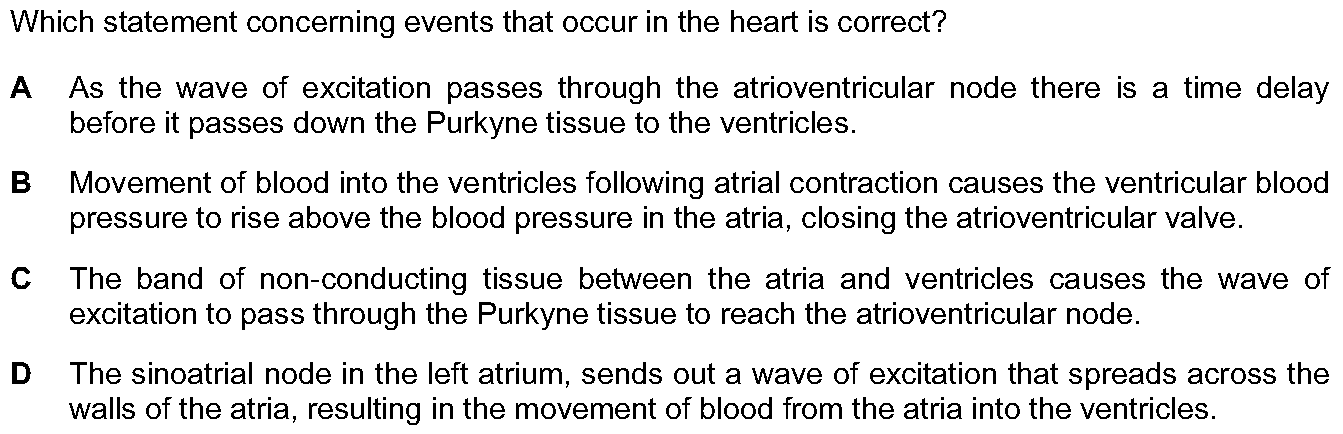 Which statement concerning events that occur in the heart is correct?
A As the wave of excitation passes through the atrioventricular node there is a time delay
before it passes down the Purkyne tissue to the ventricles.
B Movement of blood into the ventricles following atrial contraction causes the ventricular blood
pressure to rise above the blood pressure in the atria, closing the atrioventricular valve.
C The band of non-conducting tissue between the atria and ventricles causes the wave of
excitation to pass through the Purkyne tissue to reach the atrioventricular node.
D The sinoatrial node in the left atrium, sends out a wave of excitation that spreads across the
walls of the atria, resulting in the movement of blood from the atria into the ventricles.